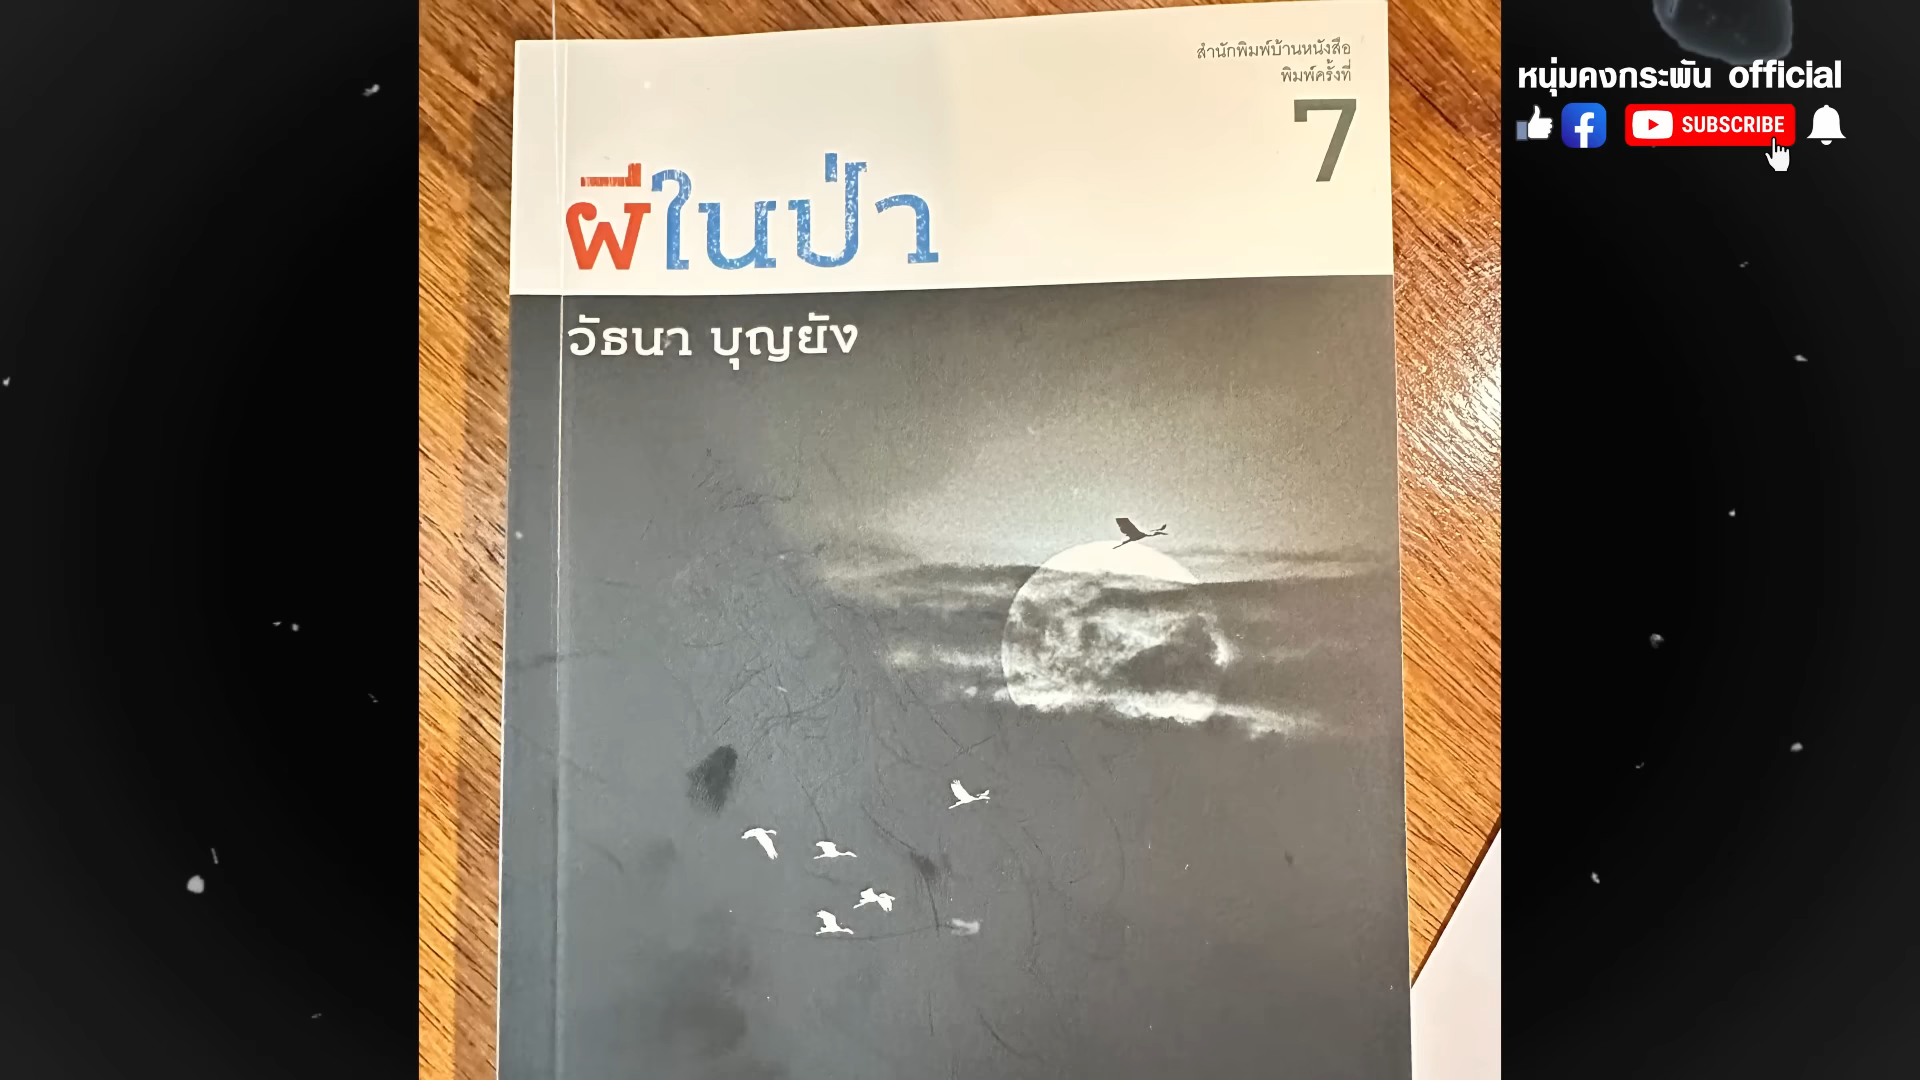 สำนักพิมพ์บ้านหนังสือ
พิมพ์ครั้งที่
7
ผีในป่า
วัธนา บุญยัง
หนุ่มคงกระพัน official
SUBSCRIBE